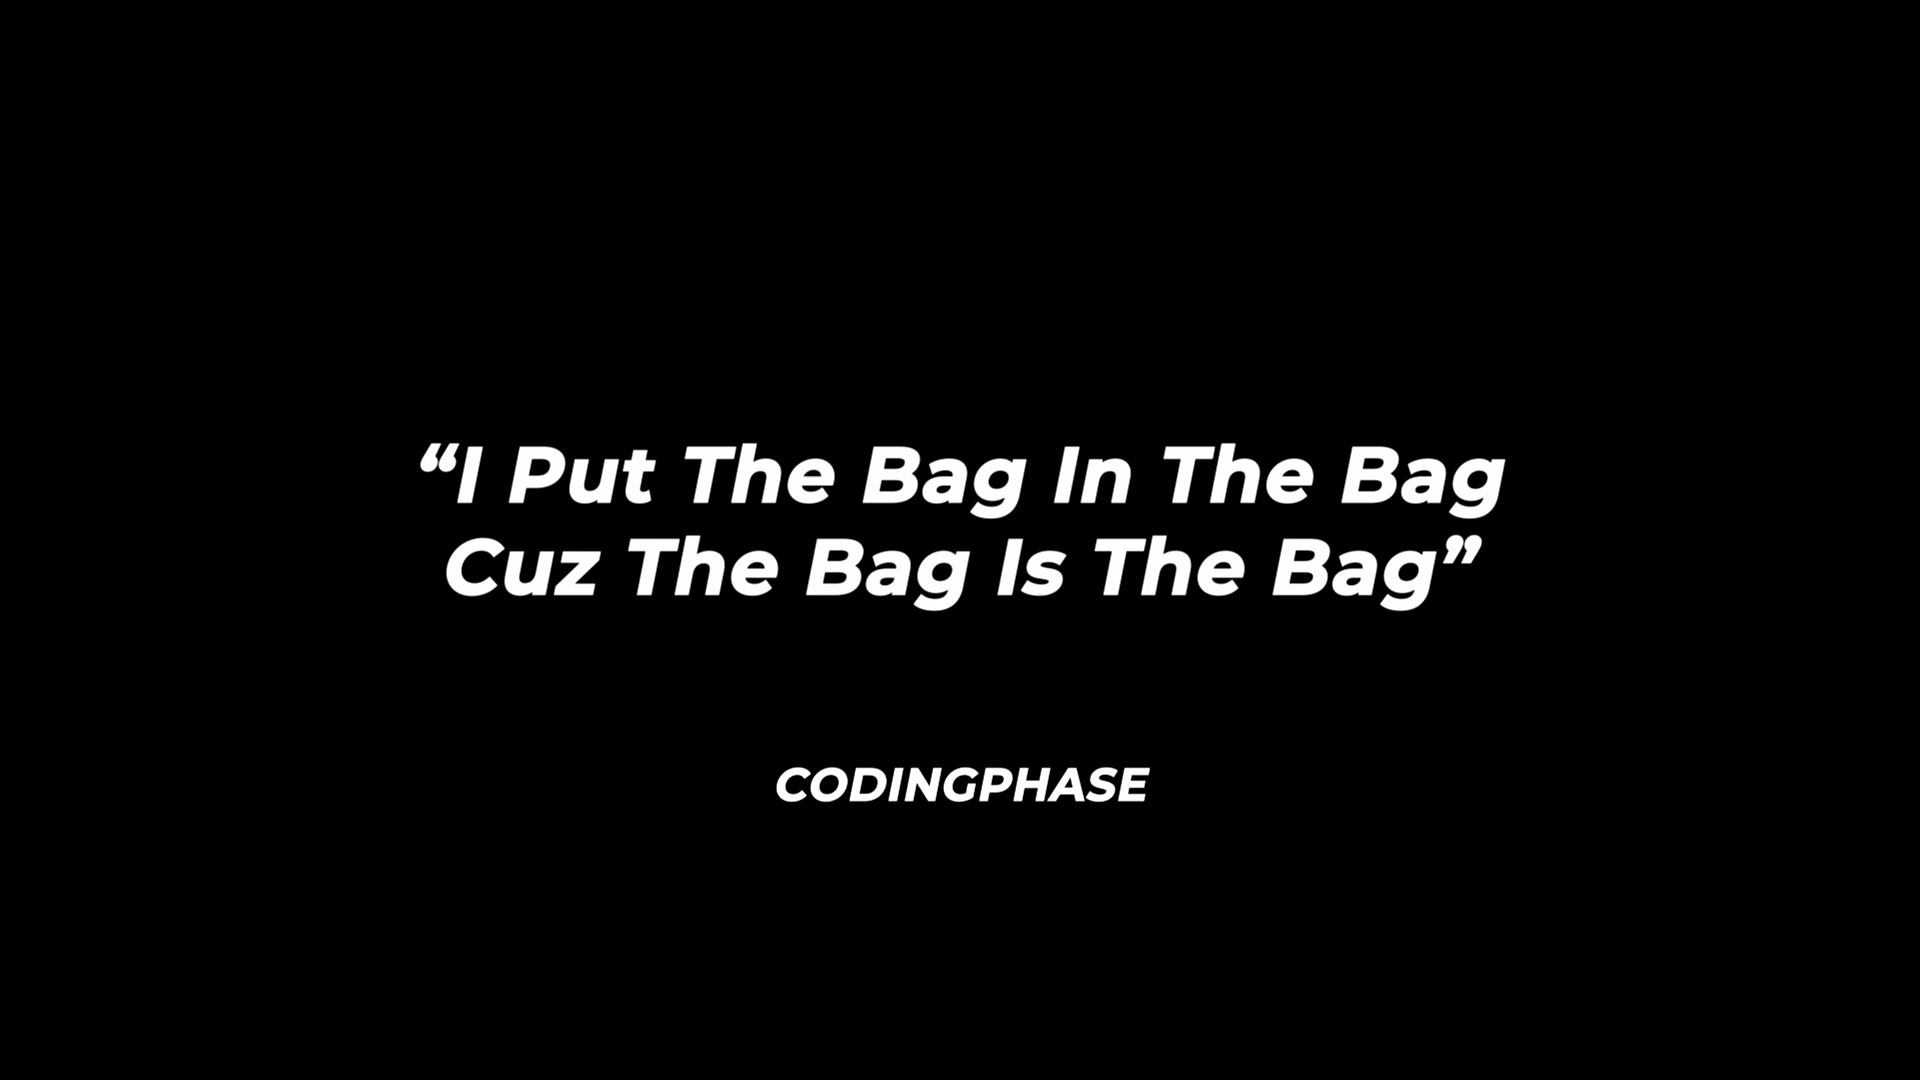 “I Put The Bag In The Bag
Cuz The Bag Is The Bag”
CODINGPHASE